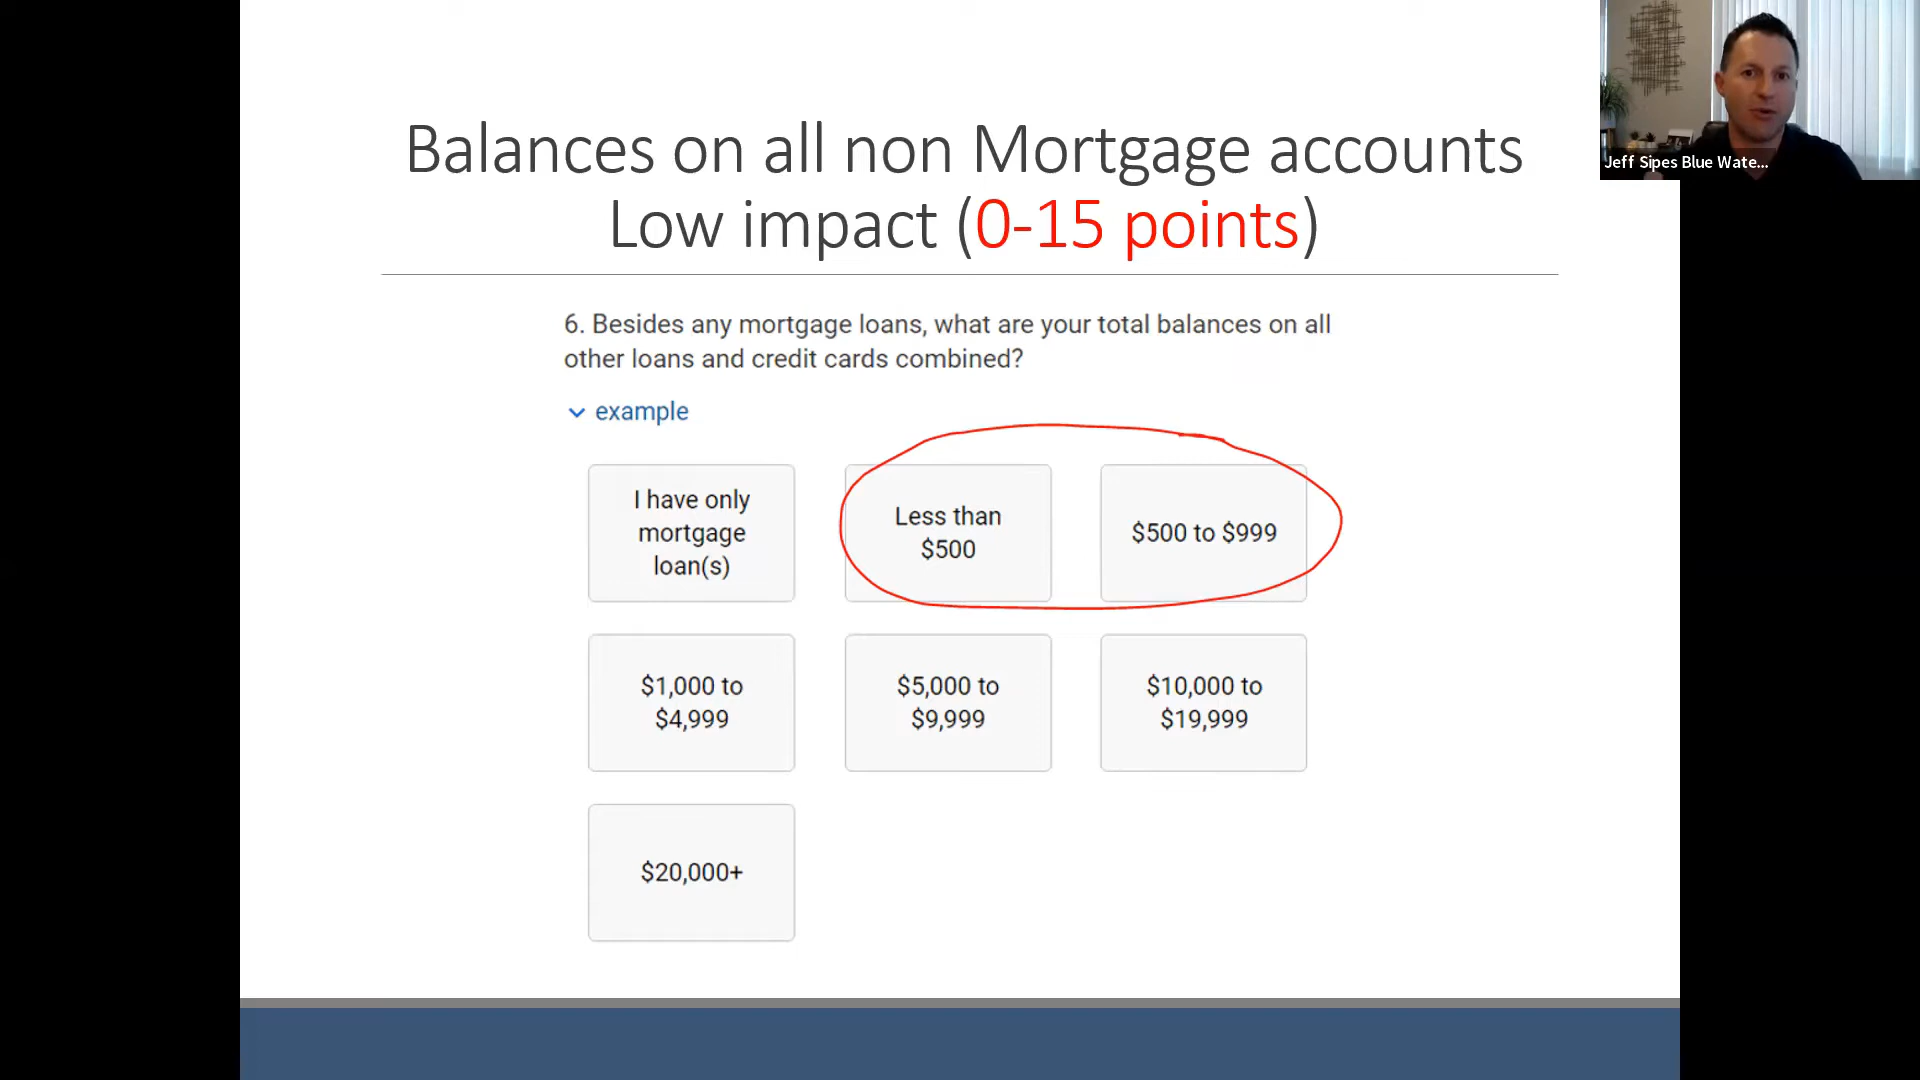 Balances on all non Mortgage accounts
Low impact (0-15 points)
Jeff Sipes Blue Wate...
6. Besides any mortgage loans, what are your total balances on all
other loans and credit cards combined?
example
I have only
mortgage
loan(s)
Less than
$500
$500 to $999
$1,000 to
$4,999
$5,000 to
$9,999
$10,000 to
$19,999
$20,000+